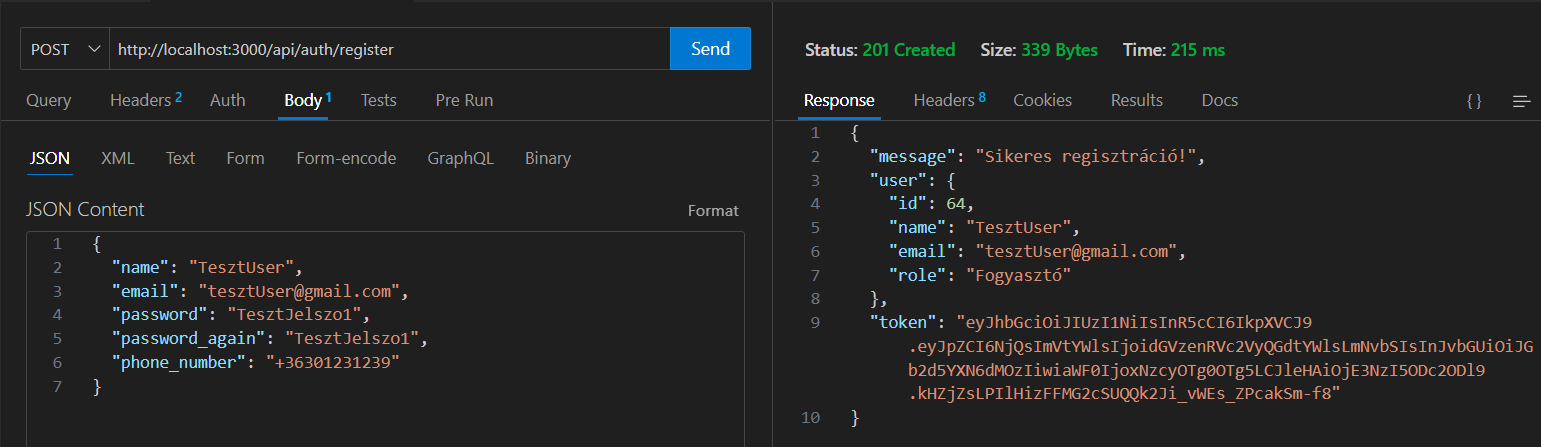 POST http://localhost:3000/api/auth/register Send
Query Headers 2 Auth Body 1 Tests Pre Run
JSON XML Text Form Form-encode GraphQL Binary
JSON Content Format
1 {
2 "name": "TesztUser",
3 "email": "tesztUser@gmail.com",
4 "password": "TesztJelszo1",
5 "password_again": "TesztJelszo1",
6 "phone_number": "+36301231239"
7 }
Status: 201 Created Size: 339 Bytes Time: 215 ms
Response Headers 8 Cookies Results Docs { }
1 {
2 "message": "Sikeres regisztráció!",
3 "user": {
4 "id": 64,
5 "name": "TesztUser",
6 "email": "tesztUser@gmail.com",
7 "role": "Fogyasztó"
8 },
9 "token": "eyJhbGciOiJIUzI1NiIsInR5cCI6IkpXVCJ9
.eyJpZCI6NjQsImVtYWlsIjoidGVzenRVc2VyQGdtYWlsLmNvbSIsInJvbGUiOiJG
b2d5YXN6dMOzIiwiaWF0IjoxNzcyOTg0OTg5LCJleHAiOjE3NzI5ODc2ODl9
.kHZjZsLPIlHizFFMG2cSUQQk2Ji_vWEs_ZPcakSm-f8"
10 }